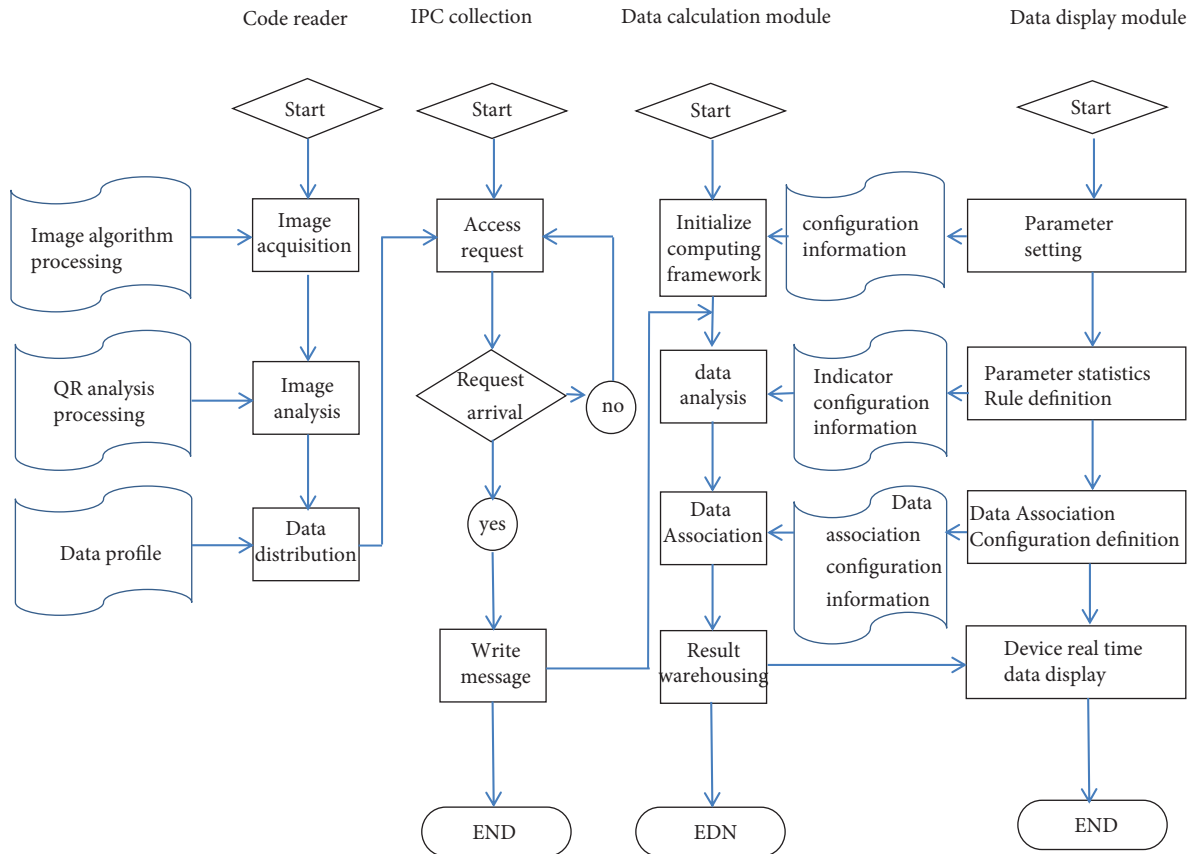 Code reader
IPC collection
Data calculation module
Data display module
Start
Start
Start
Start
Image algorithm
processing
Image
acquisition
Access
request
Initialize
computing
framework
configuration
information
Parameter
setting
QR analysis
processing
Image
analysis
Request
arrival
no
data
analysis
Indicator
configuration
information
Parameter statistics
Rule definition
Data profile
Data
distribution
yes
Data
Association
Data
association
configuration
information
Data Association
Configuration definition
Write
message
Result
warehousing
Device real time
data display
END
EDN
END